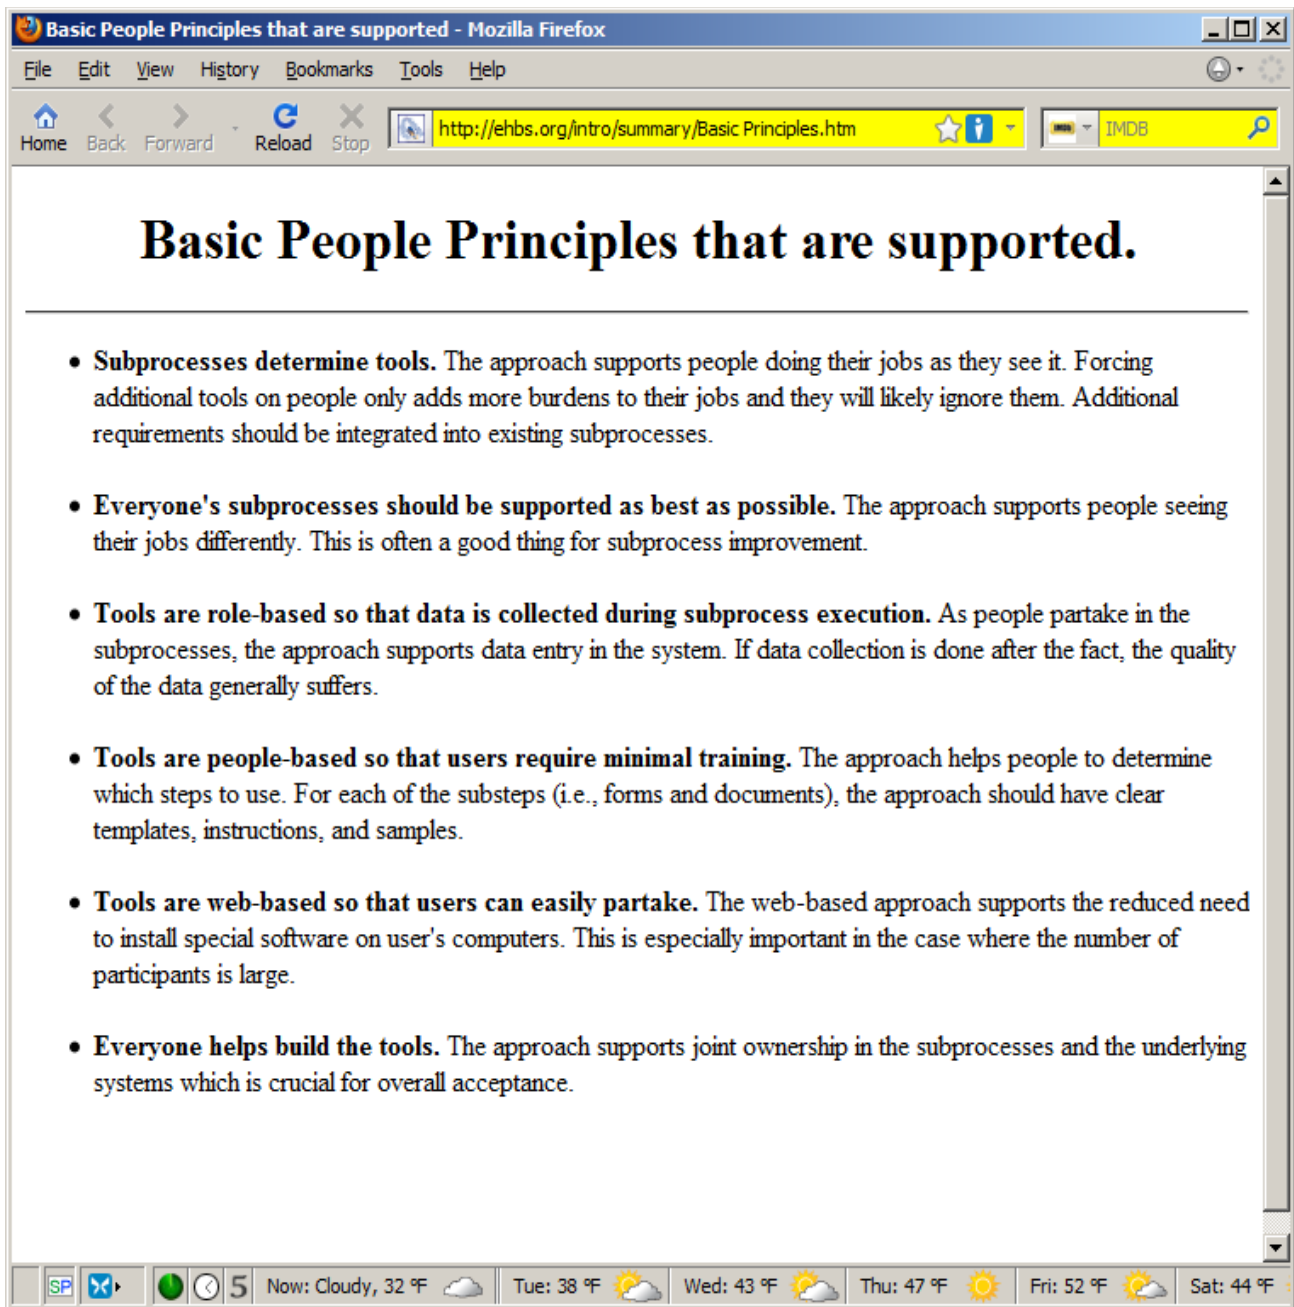 Basic People Principles that are supported - Mozilla Firefox
File Edit View History Bookmarks Tools Help
Home Back Forward Reload Stop http://ehbs.org/intro/summary/Basic Principles.htm IMDB
Basic People Principles that are supported.
• Subprocesses determine tools. The approach supports people doing their jobs as they see it. Forcing
additional tools on people only adds more burdens to their jobs and they will likely ignore them. Additional
requirements should be integrated into existing subprocesses.
• Everyone's subprocesses should be supported as best as possible. The approach supports people seeing
their jobs differently. This is often a good thing for subprocess improvement.
• Tools are role-based so that data is collected during subprocess execution. As people partake in the
subprocesses, the approach supports data entry in the system. If data collection is done after the fact, the quality
of the data generally suffers.
• Tools are people-based so that users require minimal training. The approach helps people to determine
which steps to use. For each of the substeps (i.e., forms and documents), the approach should have clear
templates, instructions, and samples.
• Tools are web-based so that users can easily partake. The web-based approach supports the reduced need
to install special software on user's computers. This is especially important in the case where the number of
participants is large.
• Everyone helps build the tools. The approach supports joint ownership in the subprocesses and the underlying
systems which is crucial for overall acceptance.
SP 5 Now: Cloudy, 32 °F Tue: 38 °F Wed: 43 °F Thu: 47 °F Fri: 52 °F Sat: 44 °F